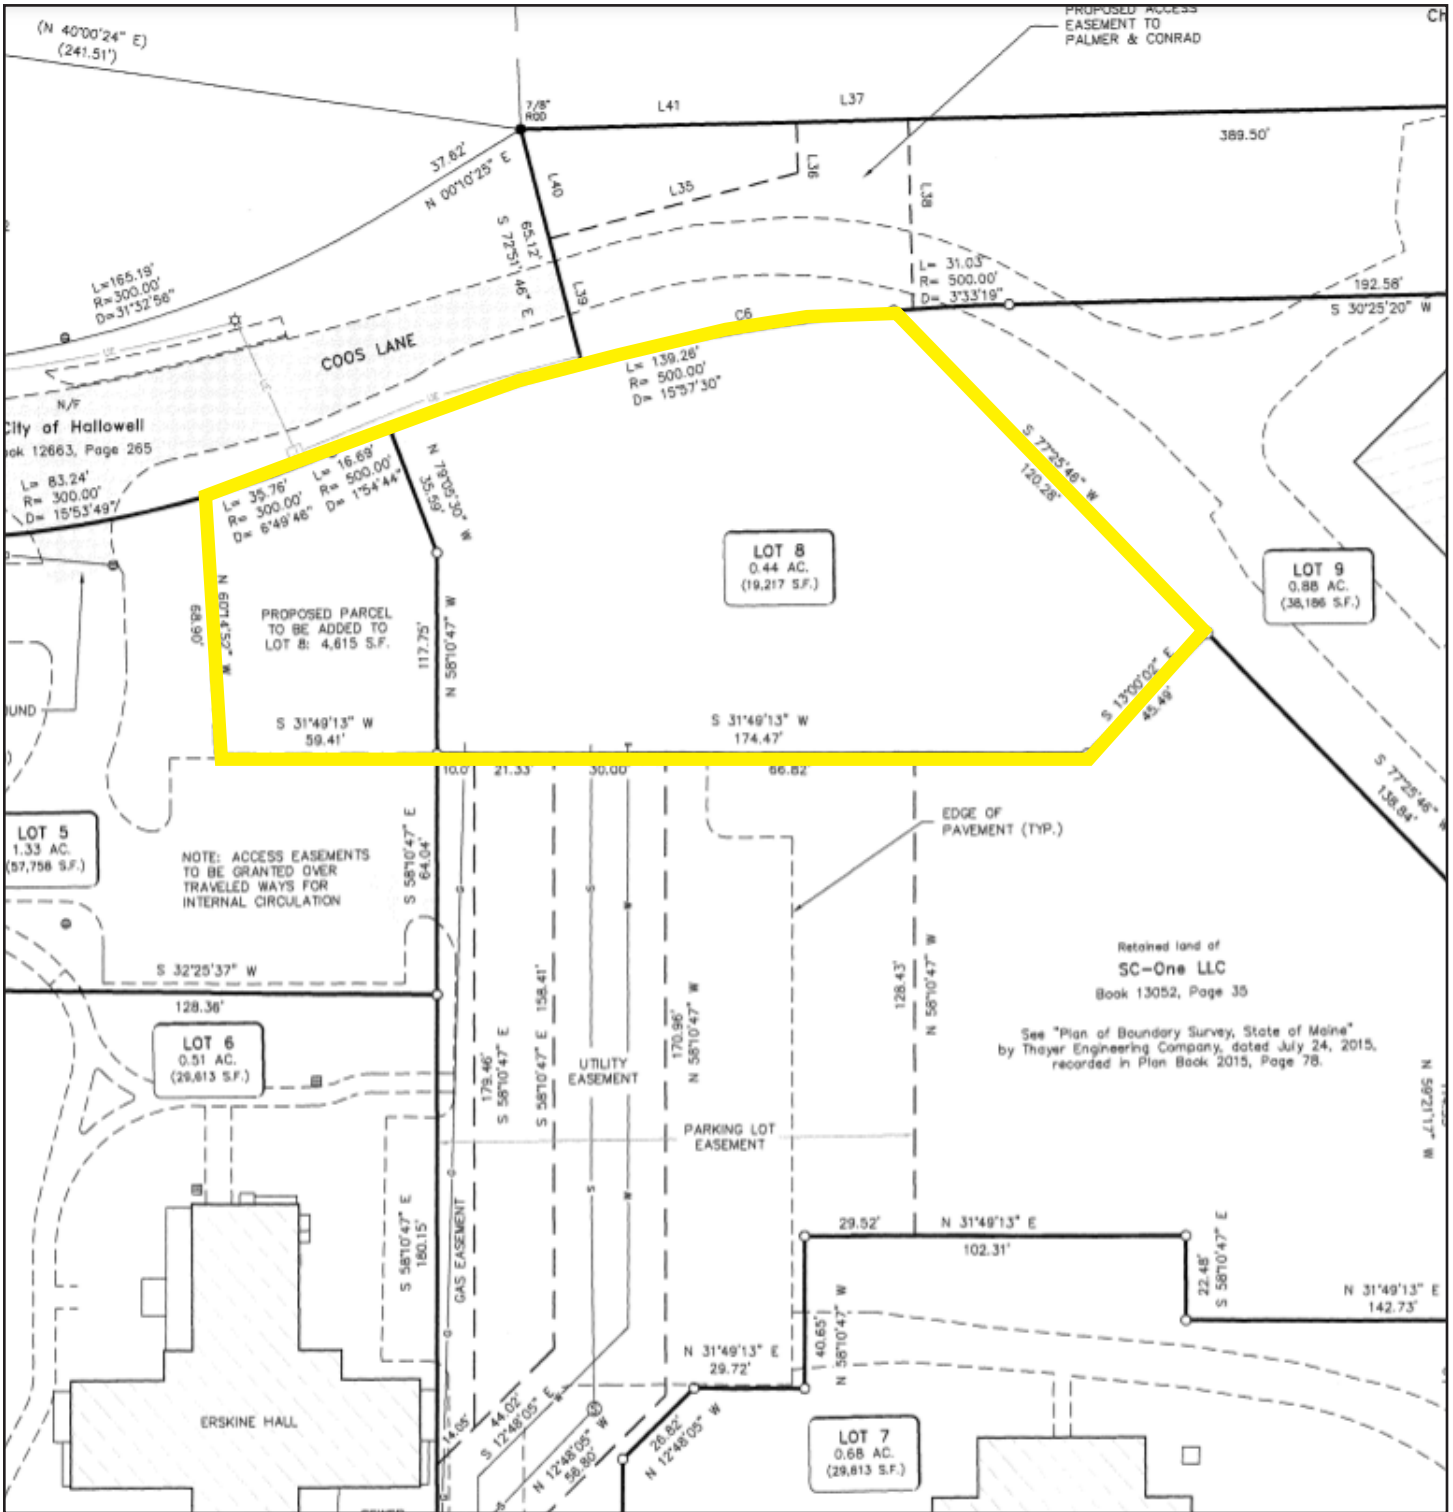 (N 40°00'24" E)
(241.51')
PROPOSED ACCESS
EASEMENT TO
PALMER & CONRAD
7/8"
ROD
L41
L37
389.50'
37.62'
N 00°10'25" E
L40
L35
L36
L38
65.12'
S 72°51'46" E
L39
L=165.19'
R=300.00'
D=31°32'56"
L= 31.03'
R= 500.00'
D= 3°33'19"
192.58'
S 30°25'20" W
C6
COOS LANE
L= 139.26'
R= 500.00'
D= 15°57'30"
N/F
City of Hallowell
Book 12663, Page 265
L= 83.24'
R= 300.00'
D= 15°53'49"
L= 35.76'
R= 300.00'
D= 6°49'46"
L= 16.69'
R= 500.00'
D= 1°54'44"
N 79°05'30" W
35.59'
S 77°25'46" W
120.28'
LOT 8
0.44 AC.
(19,217 S.F.)
LOT 9
0.88 AC.
(38,186 S.F.)
N 60°14'52" W
68.90'
PROPOSED PARCEL
TO BE ADDED TO
LOT 8: 4,615 S.F.
117.75'
N 58°10'47" W
S 13°00'02" E
45.49'
UND
S 31°49'13" W
59.41'
S 31°49'13" W
174.47'
10.0
21.33'
30.00'
66.82'
S 77°25'46" W
138.84'
EDGE OF
PAVEMENT (TYP.)
LOT 5
1.33 AC.
(57,758 S.F.)
NOTE: ACCESS EASEMENTS
TO BE GRANTED OVER
TRAVELED WAYS FOR
INTERNAL CIRCULATION
S 58°10'47" E
64.04'
S 32°25'37" W
128.36'
158.41'
S 58°10'47" E
179.46'
S 58°10'47" E
170.96'
N 58°10'47" W
128.43'
N 58°10'47" W
Retained land of
SC-One LLC
Book 13052, Page 35
See "Plan of Boundary Survey, State of Maine"
by Thayer Engineering Company, dated July 24, 2015,
recorded in Plan Book 2015, Page 78.
N 59°21'17" W
LOT 6
0.51 AC.
(29,613 S.F.)
UTILITY
EASEMENT
PARKING LOT
EASEMENT
S 58°10'47" E
180.15'
GAS EASEMENT
29.52'
N 31°49'13" E
102.31'
22.48'
S 58°10'47" E
N 31°49'13" E
142.73'
40.65'
N 58°10'47" W
N 31°49'13" E
29.72'
ERSKINE HALL
14.05'
44.02'
S 12°48'05" E
N 12°48'05" W
56.80'
26.82'
N 12°48'05" W
LOT 7
0.68 AC.
(29,813 S.F.)